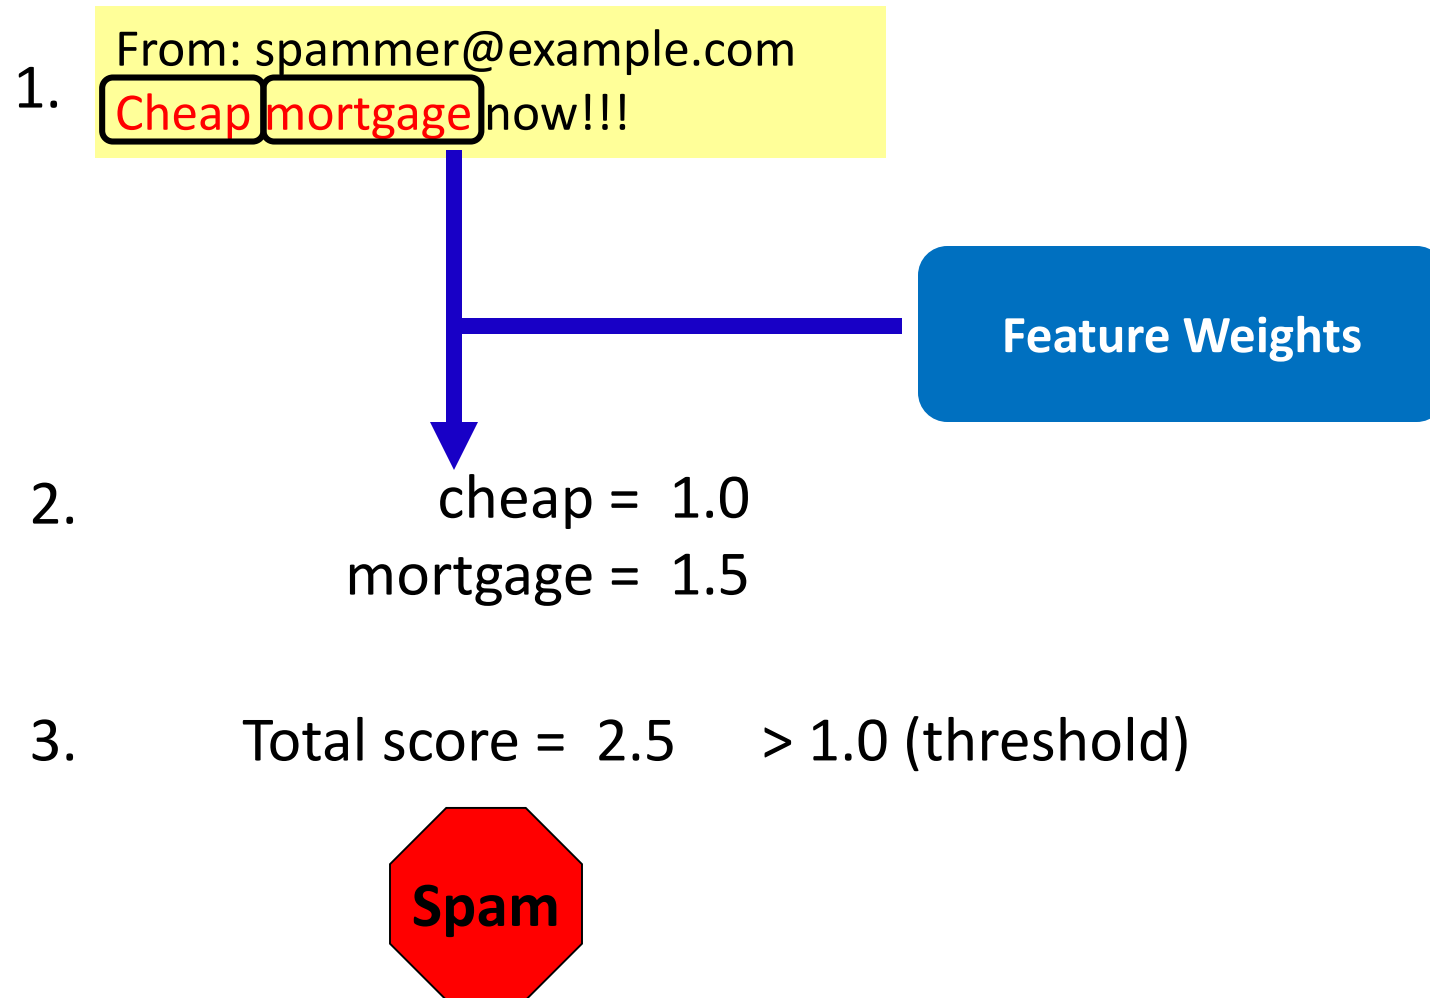 1.
From: spammer@example.com
Cheap mortgage now!!!
Feature Weights
2.
cheap = 1.0
mortgage = 1.5
3.
Total score = 2.5 > 1.0 (threshold)
Spam